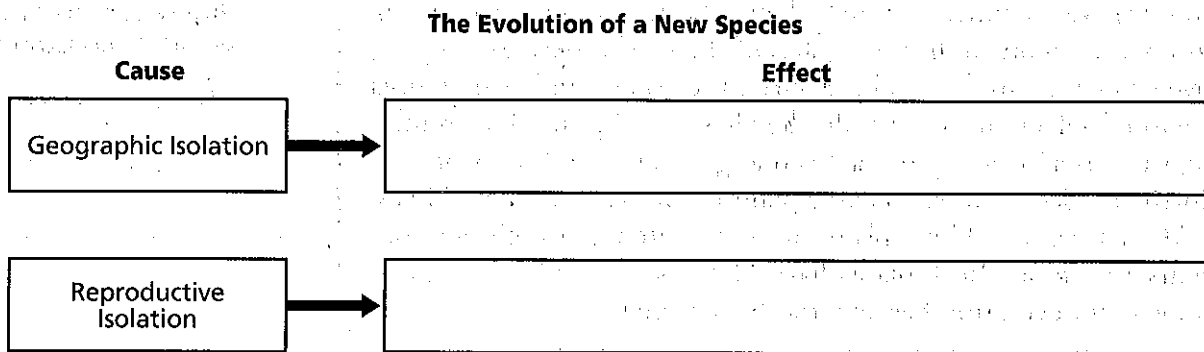 The Evolution of a New Species
Cause
Effect
Geographic Isolation
Reproductive
Isolation